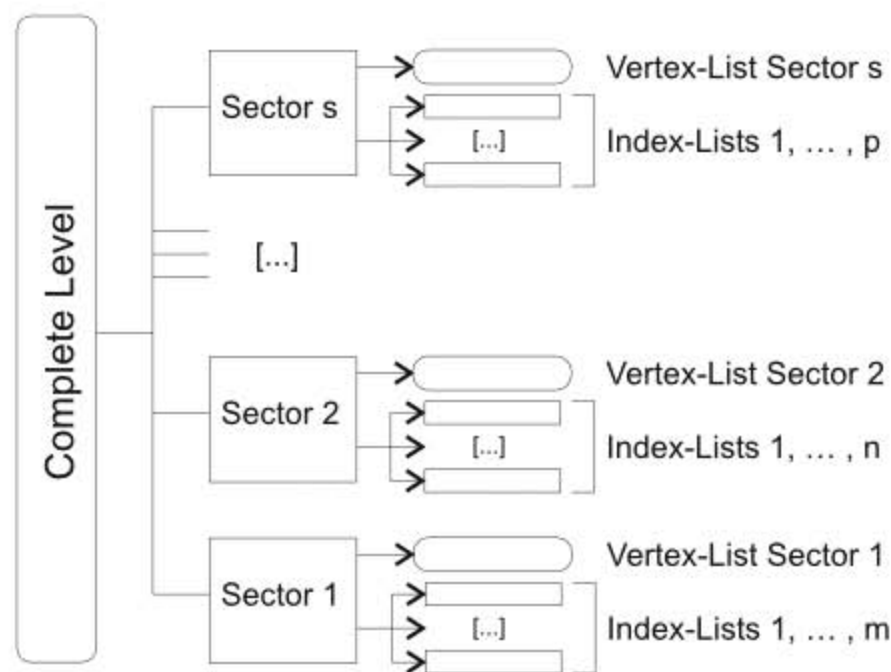 Complete Level
Sector s
Vertex-List Sector s
[...]
Index-Lists 1, ... , p
[...]
Sector 2
Vertex-List Sector 2
[...]
Index-Lists 1, ... , n
Sector 1
Vertex-List Sector 1
[...]
Index-Lists 1, ... , m